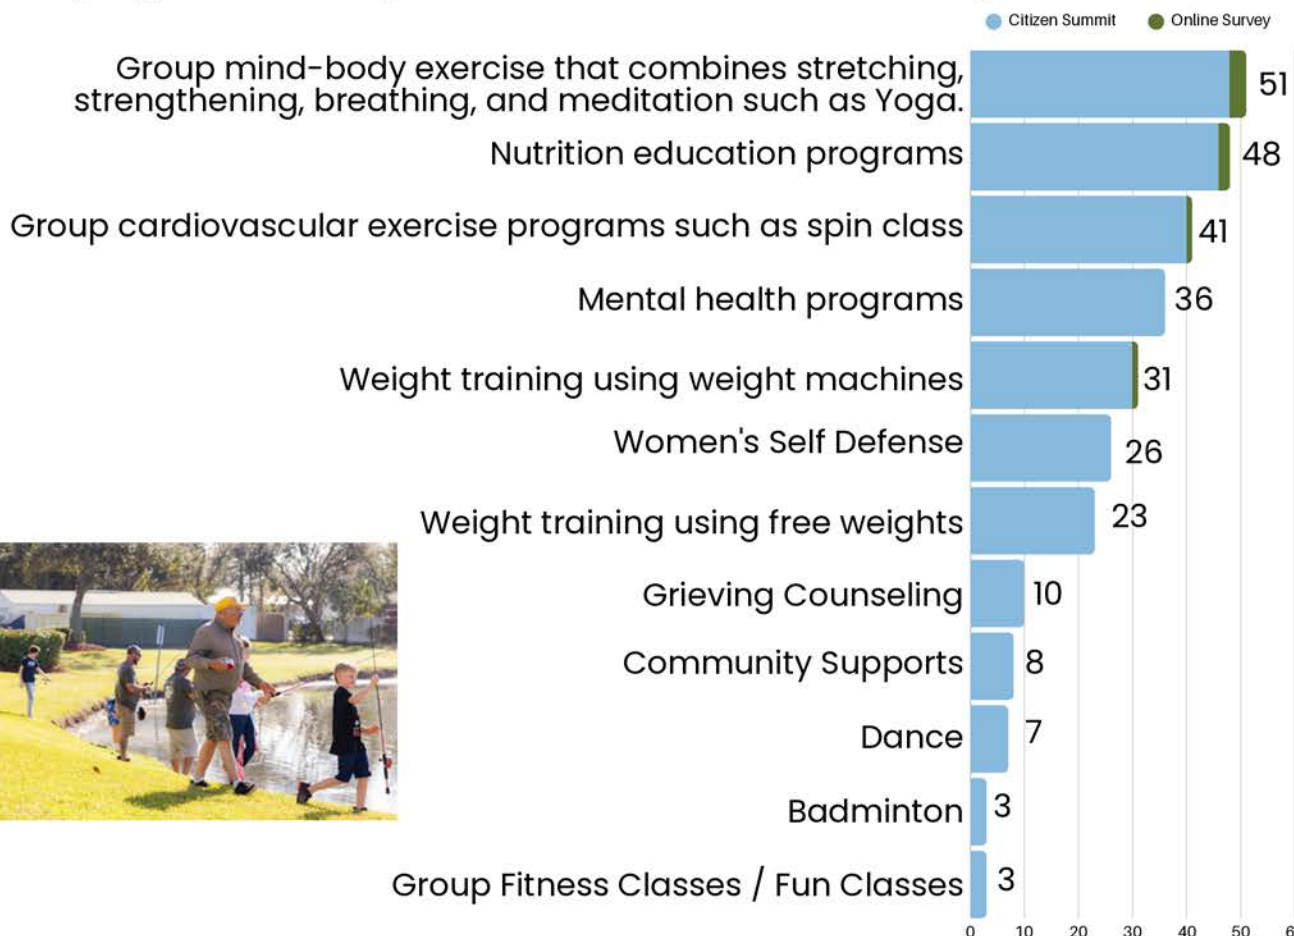 Citizen Summit
Online Survey
Group mind-body exercise that combines stretching,
strengthening, breathing, and meditation such as Yoga.
51
Nutrition education programs
48
Group cardiovascular exercise programs such as spin class
41
Mental health programs
36
Weight training using weight machines
31
Women's Self Defense
26
Weight training using free weights
23
Grieving Counseling
10
Community Supports
8
Dance
7
Badminton
3
Group Fitness Classes / Fun Classes
3
0 10 20 30 40 50